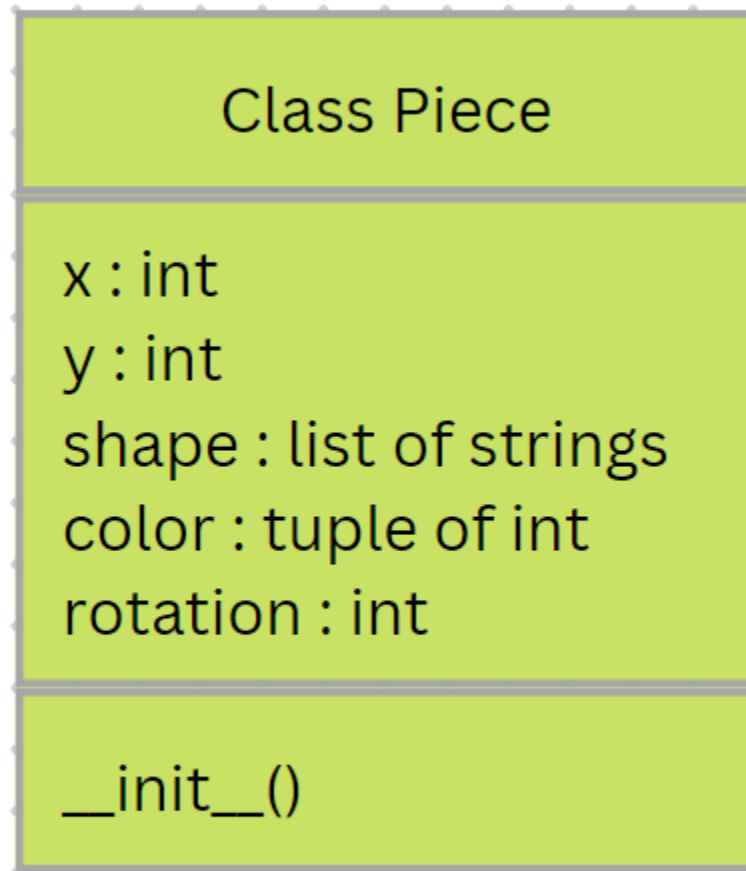 Class Piece
x : int
y : int
shape : list of strings
color : tuple of int
rotation : int
__init__()